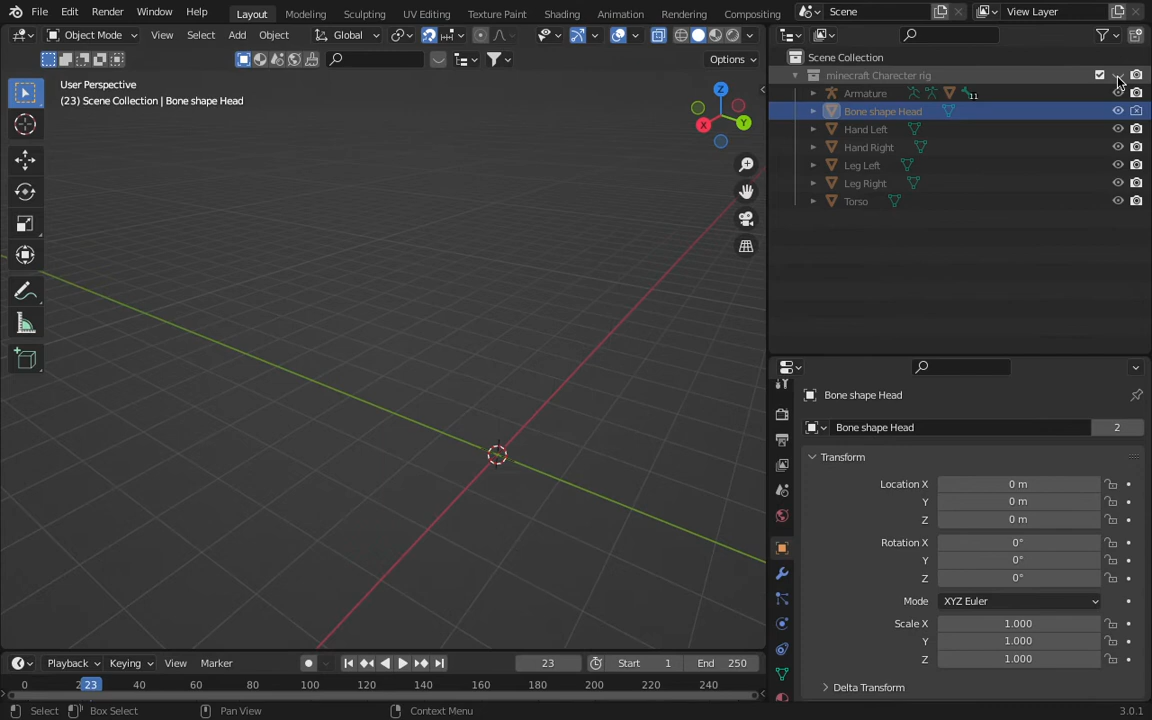 File Edit Render Window Help Layout Modeling Sculpting UV Editing Texture Paint Shading Animation Rendering Compositing Scene View Layer
Object Mode View Select Add Object Global
Options
User Perspective
(23) Scene Collection | Bone shape Head
X Y Z
Scene Collection
minecraft Charecter rig
Armature 11
Bone shape Head
Hand Left
Hand Right
Leg Left
Leg Right
Torso
Bone shape Head
Bone shape Head 2
Transform
Location X 0 m
Y 0 m
Z 0 m
Rotation X 0°
Y 0°
Z 0°
Mode XYZ Euler
Scale X 1.000
Y 1.000
Z 1.000
Delta Transform
Playback Keying View Marker 23 Start 1 End 250
0 23 40 60 80 100 120 140 160 180 200 220 240
Select Box Select Pan View Context Menu 3.0.1